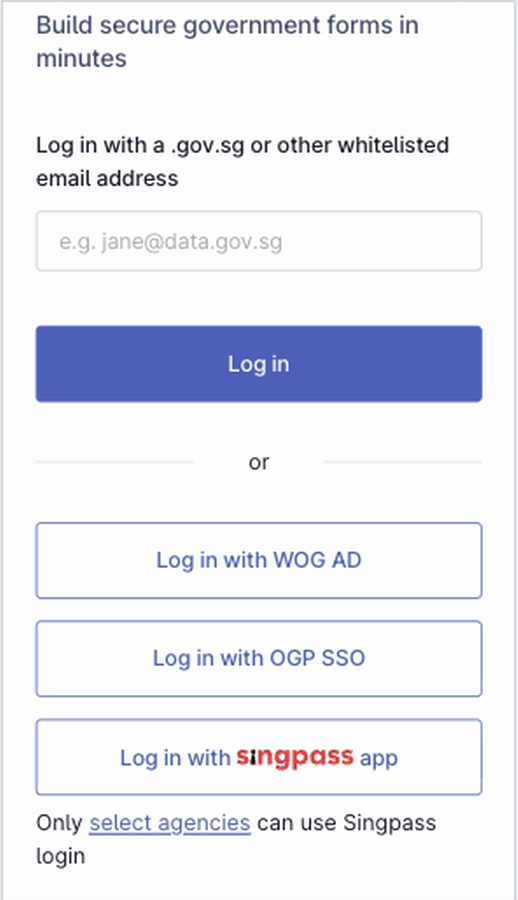 Build secure government forms in
minutes
Log in with a .gov.sg or other whitelisted
email address
e.g. jane@data.gov.sg
Log in
or
Log in with WOG AD
Log in with OGP SSO
Log in with singpass app
Only select agencies can use Singpass
login